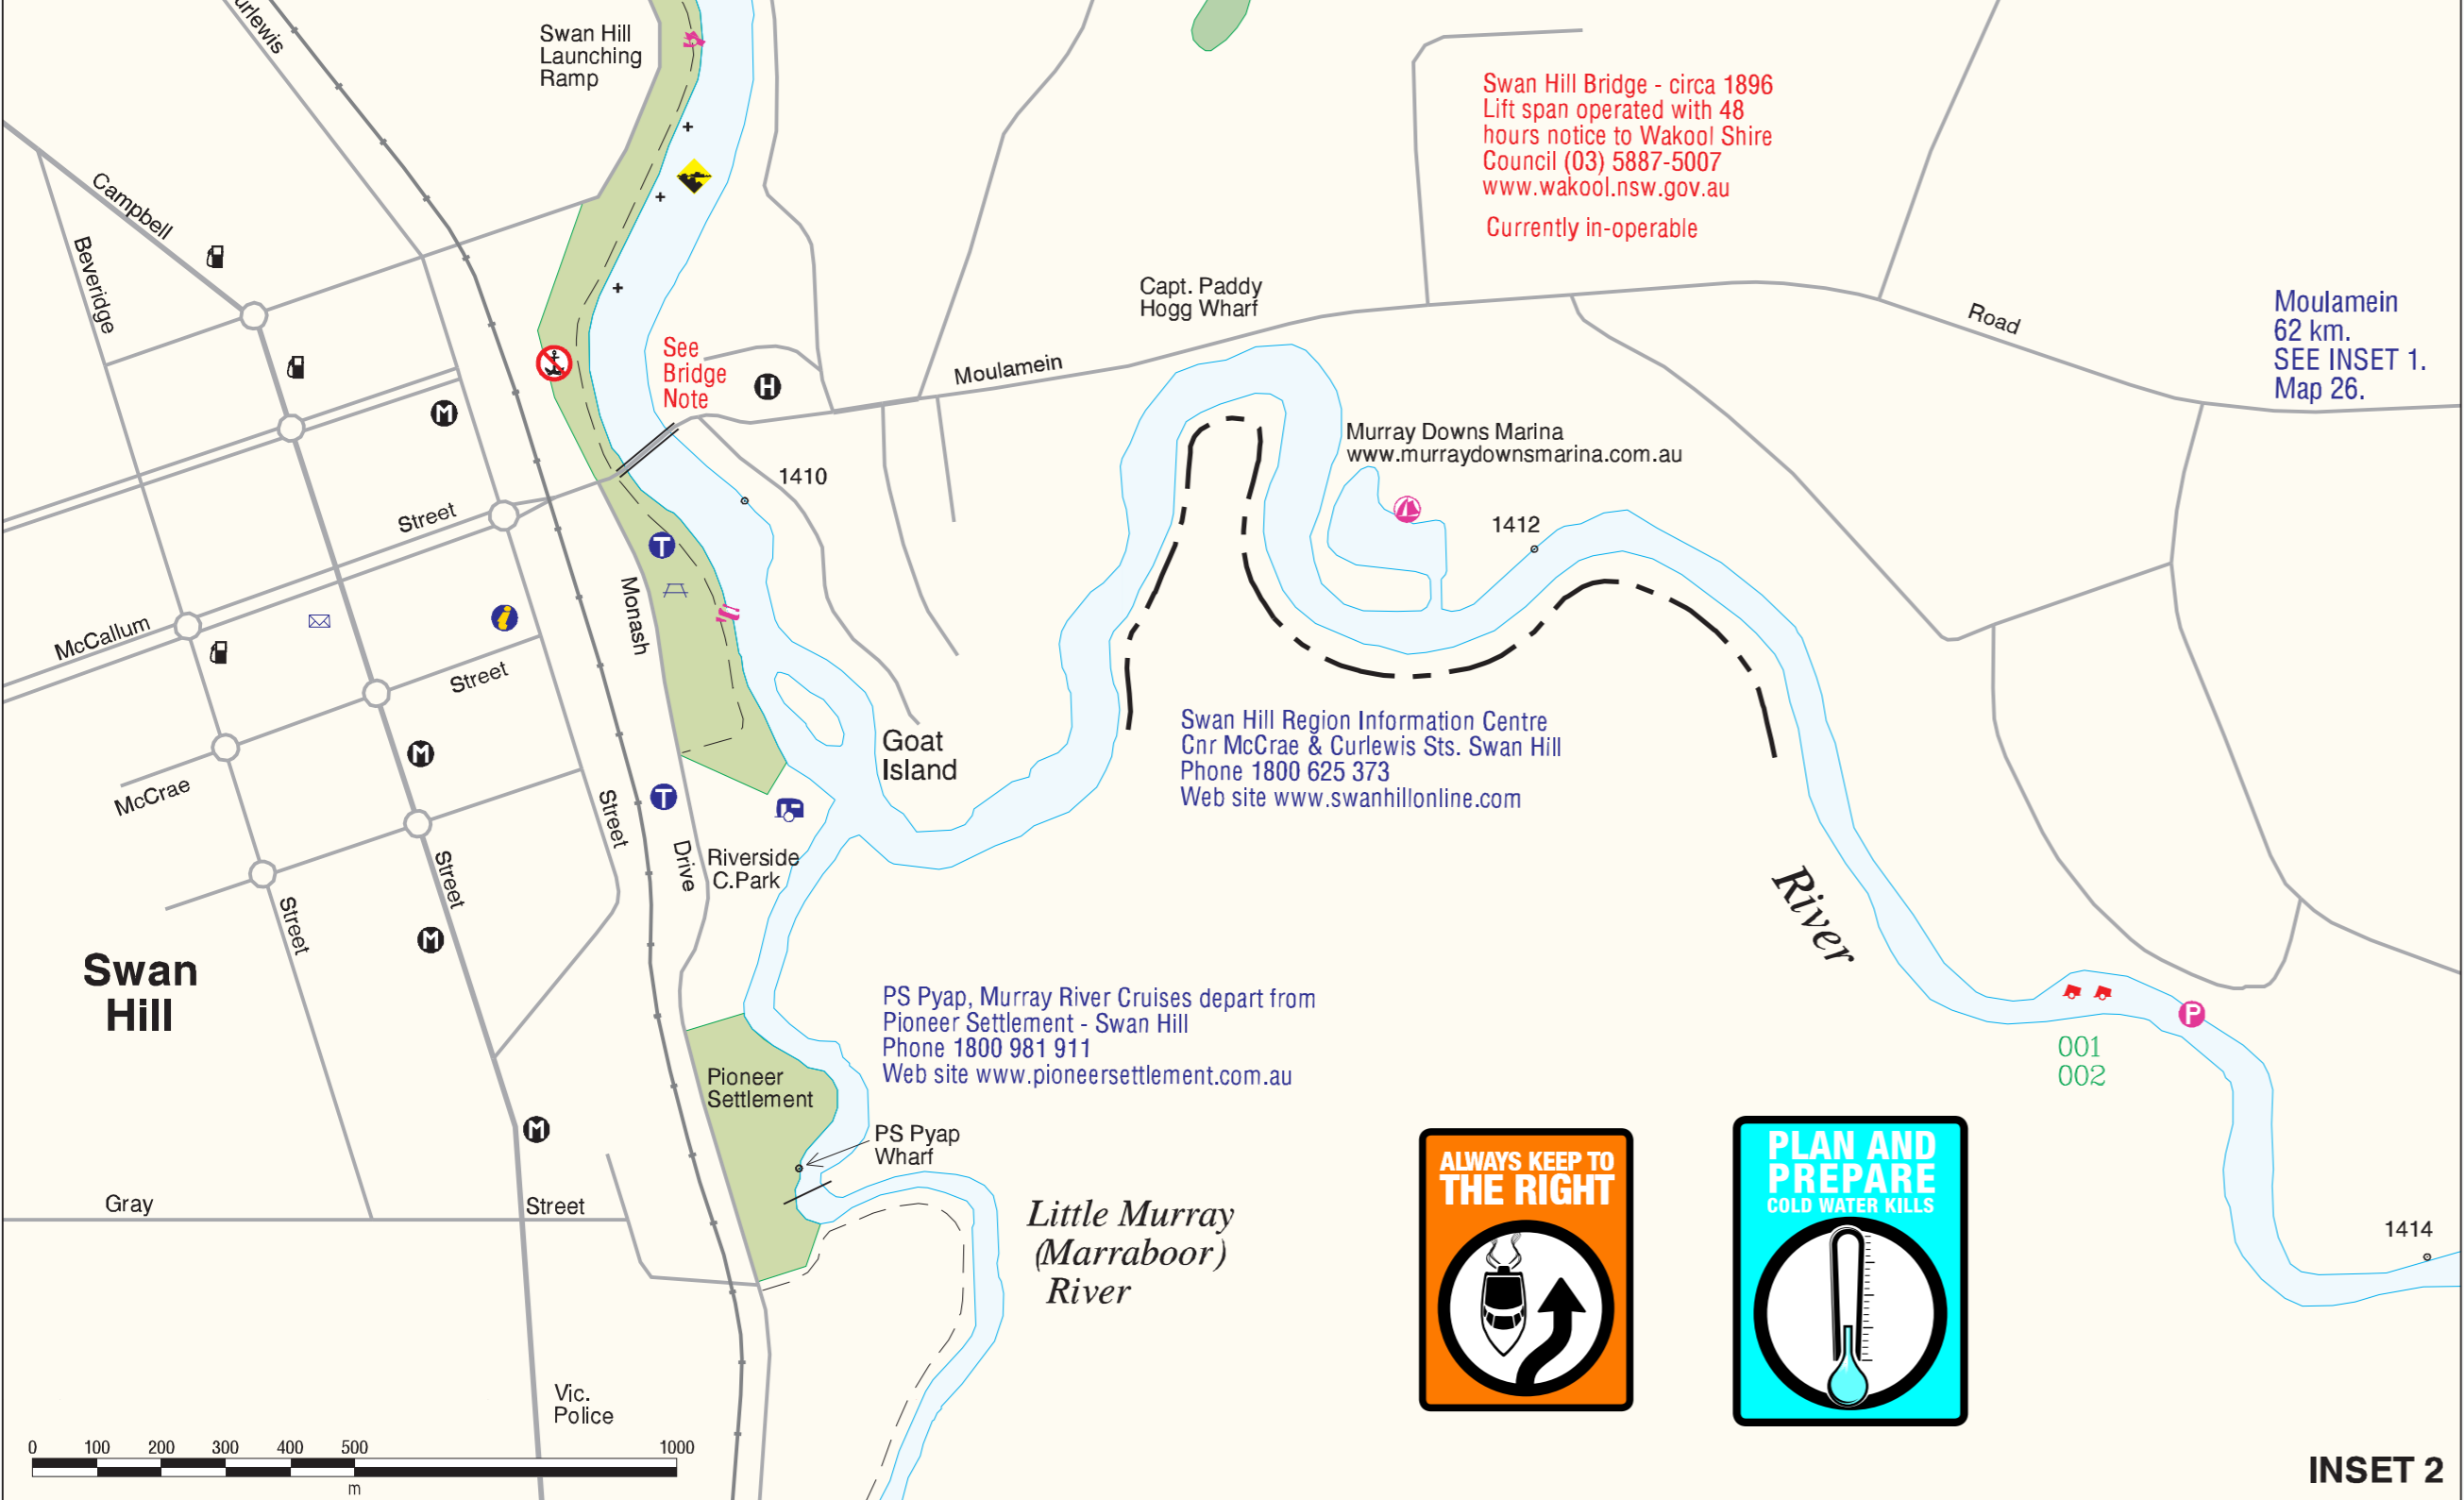 urlewis
Swan Hill
Launching
Ramp
Swan Hill Bridge - circa 1896
Lift span operated with 48
hours notice to Wakool Shire
Council (03) 5887-5007
www.wakool.nsw.gov.au
Currently in-operable
Campbell
Beveridge
Capt. Paddy
Hogg Wharf
Road
Moulamein
62 km.
SEE INSET 1.
Map 26.
See
Bridge
Note
H
Moulamein
M
Murray Downs Marina
www.murraydownsmarina.com.au
1410
Street
1412
T
Monash
i
McCallum
Street
Goat
Island
Swan Hill Region Information Centre
Cnr McCrae & Curlewis Sts. Swan Hill
Phone 1800 625 373
Web site www.swanhillonline.com
M
McCrae
T
Street
Drive
Riverside
C.Park
Street
River
Street
M
Swan
Hill
PS Pyap, Murray River Cruises depart from
Pioneer Settlement - Swan Hill
Phone 1800 981 911
Web site www.pioneersettlement.com.au
P
001
002
Pioneer
Settlement
M
PS Pyap
Wharf
ALWAYS KEEP TO
THE RIGHT
PLAN AND
PREPARE
COLD WATER KILLS
Gray
Street
Little Murray
(Marraboor)
River
1414
Vic.
Police
0 100 200 300 400 500 1000
m
INSET 2